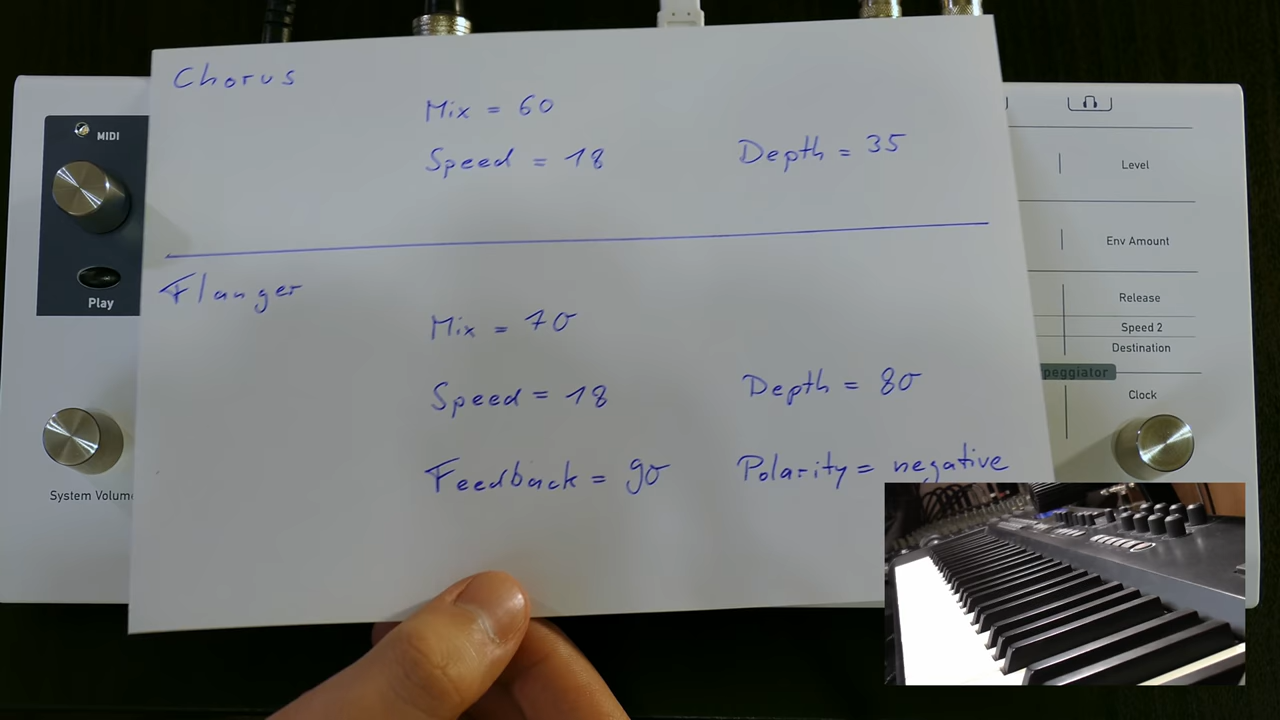 Chorus
Mix = 60
Speed = 18 Depth = 35
Flanger
Mix = 70
Speed = 18 Depth = 80
Feedback = 90 Polarity = negative
MIDI
Play
System Volume
Level
Env Amount
Release
Speed 2
Destination
peggiator
Clock